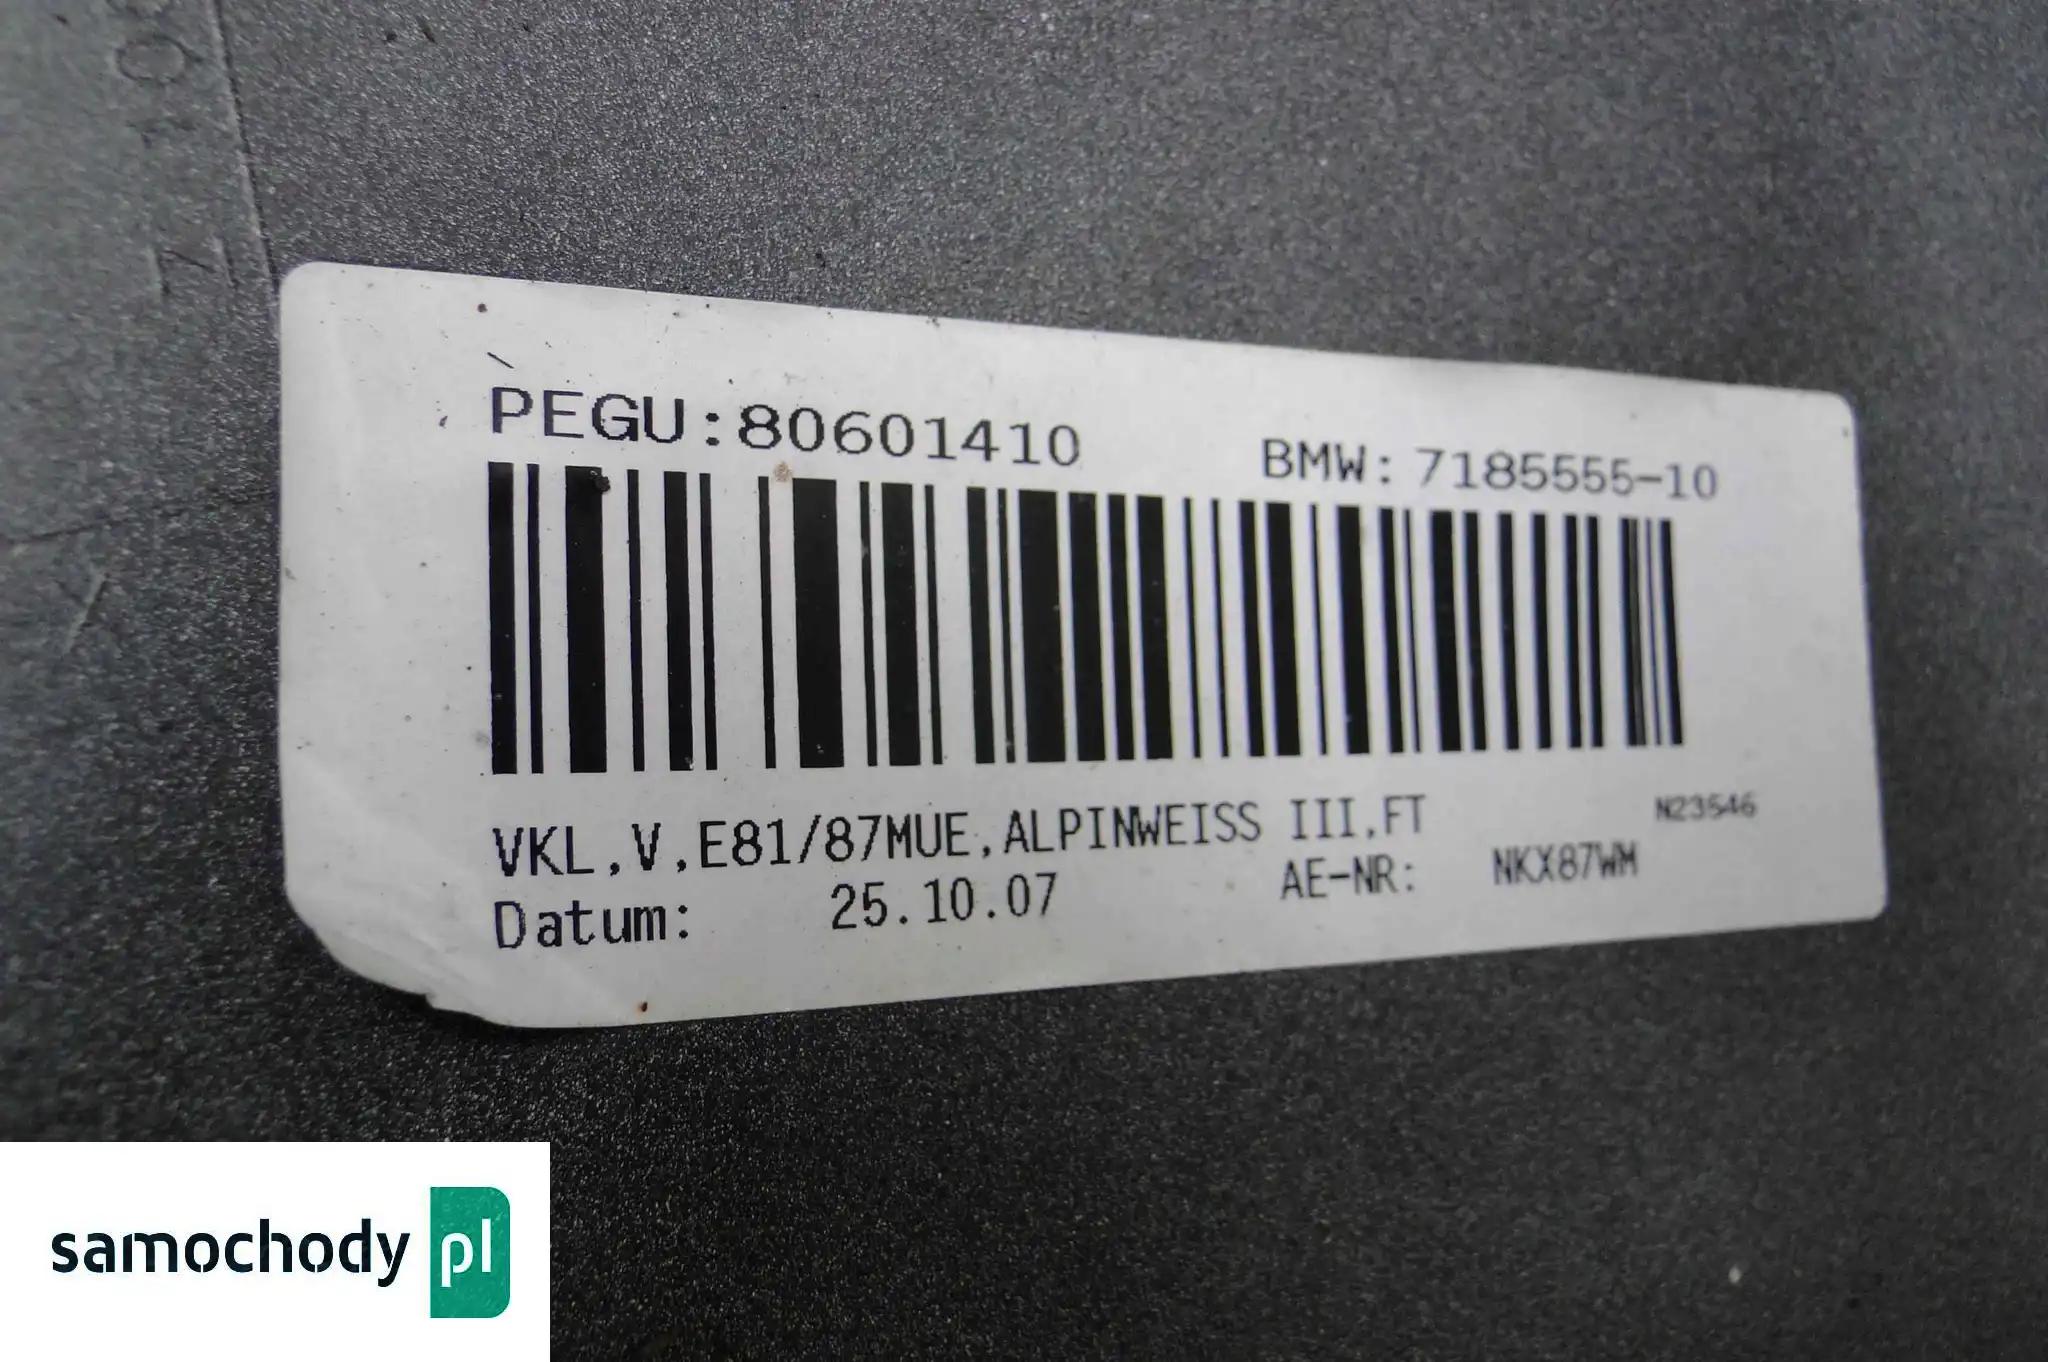 PEGU:80601410
BMW: 7185555-10
VKL,V,E81/87MUE,ALPINWEISS III,FT
N23546
Datum: 25.10.07
AE-NR: NKX87WM
samochody pl